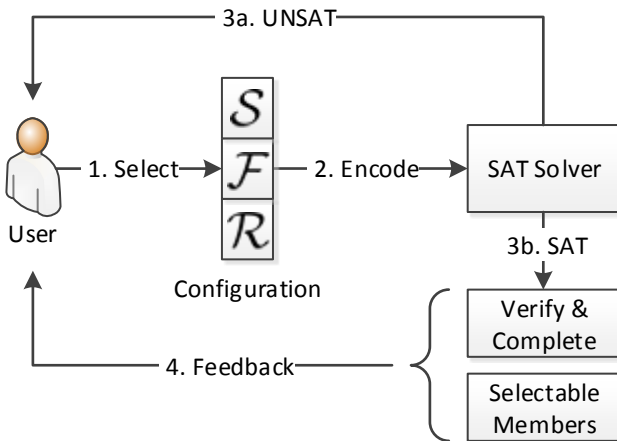 3a. UNSAT
𝒮
1. Select
ℱ
2. Encode
SAT Solver
ℛ
User
3b. SAT
Configuration
Verify &
Complete
4. Feedback
Selectable
Members